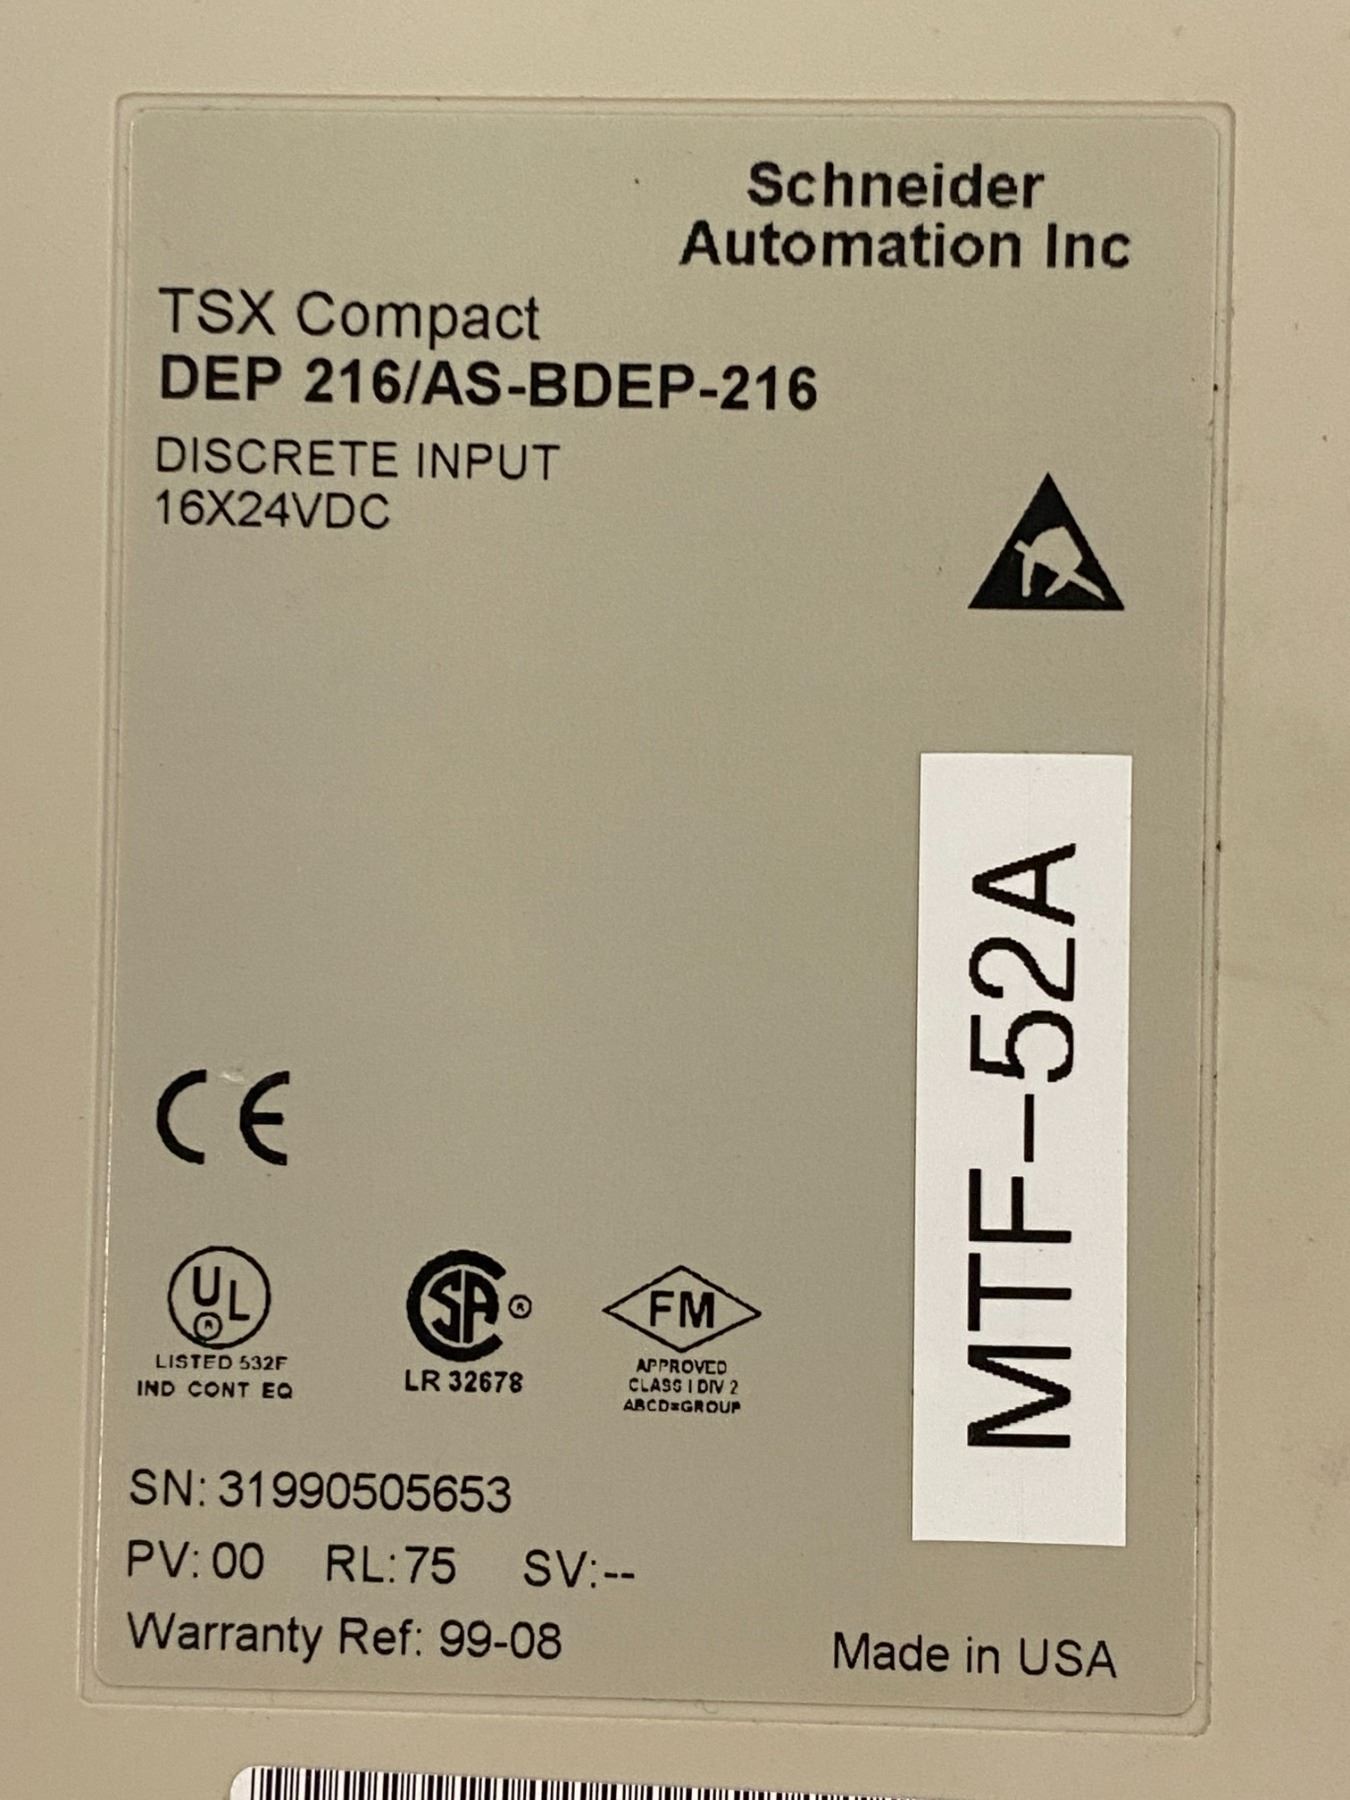 Schneider
Automation Inc
TSX Compact
DEP 216/AS-BDEP-216
DISCRETE INPUT
16X24VDC
MTF-52A
CE
UL ®
LISTED 532F
IND CONT EQ
SA ®
LR 32678
FM
APPROVED
CLASS I DIV 2
ABCD=GROUP
SN: 31990505653
PV: 00 RL: 75 SV:--
Warranty Ref: 99-08
Made in USA